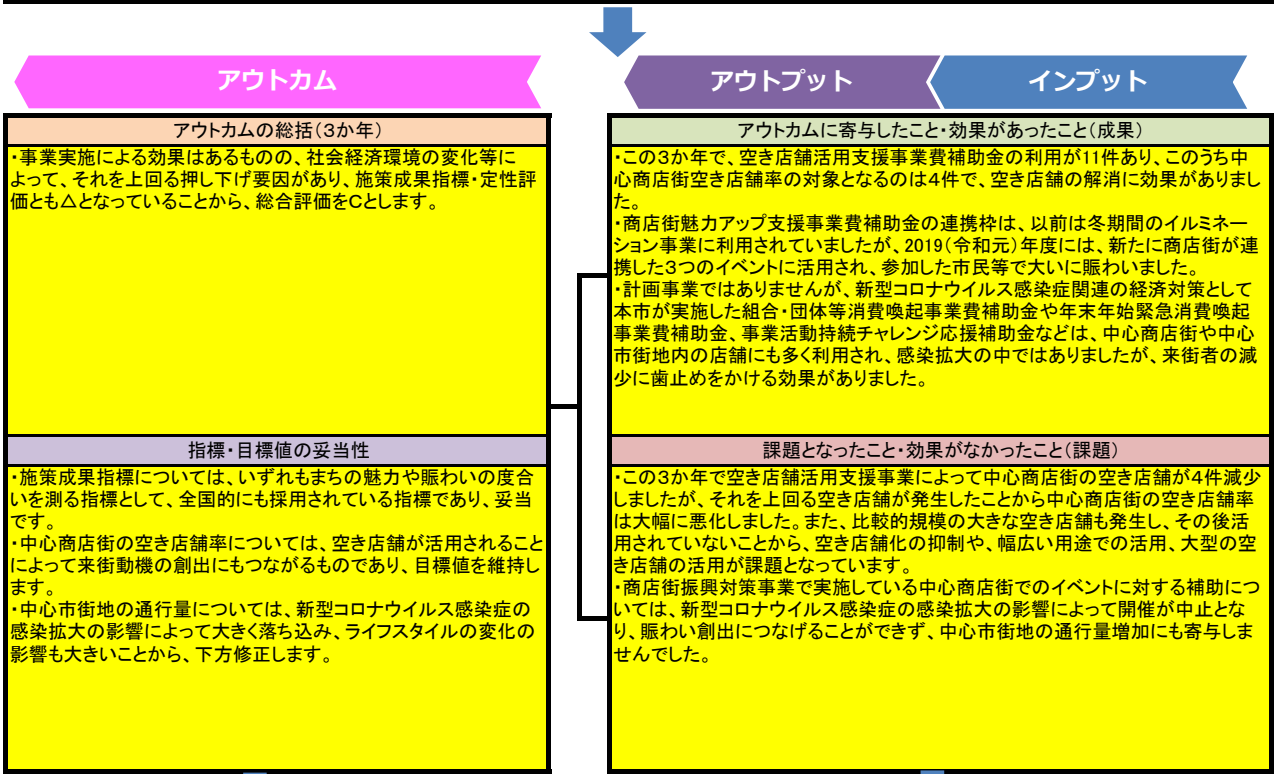 アウトカム
アウトプット
インプット
アウトカムの総括(3か年)
・事業実施による効果はあるものの、社会経済環境の変化等に
よって、それを上回る押し下げ要因があり、施策成果指標・定性評
価とも△となっていることから、総合評価をCとします。
指標・目標値の妥当性
・施策成果指標については、いずれもまちの魅力や賑わいの度合
いを測る指標として、全国的にも採用されている指標であり、妥当
です。
・中心商店街の空き店舗率については、空き店舗が活用されること
によって来街動機の創出にもつながるものであり、目標値を維持し
ます。
・中心市街地の通行量については、新型コロナウイルス感染症の
感染拡大の影響によって大きく落ち込み、ライフスタイルの変化の
影響も大きいことから、下方修正します。
アウトカムに寄与したこと・効果があったこと(成果)
・この3か年で、空き店舗活用支援事業費補助金の利用が11件あり、このうち中
心商店街空き店舗率の対象となるのは4件で、空き店舗の解消に効果がありまし
た。
・商店街魅力アップ支援事業費補助金の連携枠は、以前は冬期間のイルミネー
ション事業に利用されていましたが、2019(令和元)年度には、新たに商店街が連
携した3つのイベントに活用され、参加した市民等で大いに賑わいました。
・計画事業ではありませんが、新型コロナウイルス感染症関連の経済対策として
本市が実施した組合・団体等消費喚起事業費補助金や年末年始緊急消費喚起
事業費補助金、事業活動持続チャレンジ応援補助金などは、中心商店街や中心
市街地内の店舗にも多く利用され、感染拡大の中ではありましたが、来街者の減
少に歯止めをかける効果がありました。
課題となったこと・効果がなかったこと(課題)
・この3か年で空き店舗活用支援事業によって中心商店街の空き店舗が4件減少
しましたが、それを上回る空き店舗が発生したことから中心商店街の空き店舗率
は大幅に悪化しました。また、比較的規模の大きな空き店舗も発生し、その後活
用されていないことから、空き店舗化の抑制や、幅広い用途での活用、大型の空
き店舗の活用が課題となっています。
・商店街振興対策事業で実施している中心商店街でのイベントに対する補助につ
いては、新型コロナウイルス感染症の感染拡大の影響によって開催が中止とな
り、賑わい創出につなげることができず、中心市街地の通行量増加にも寄与しま
せんでした。